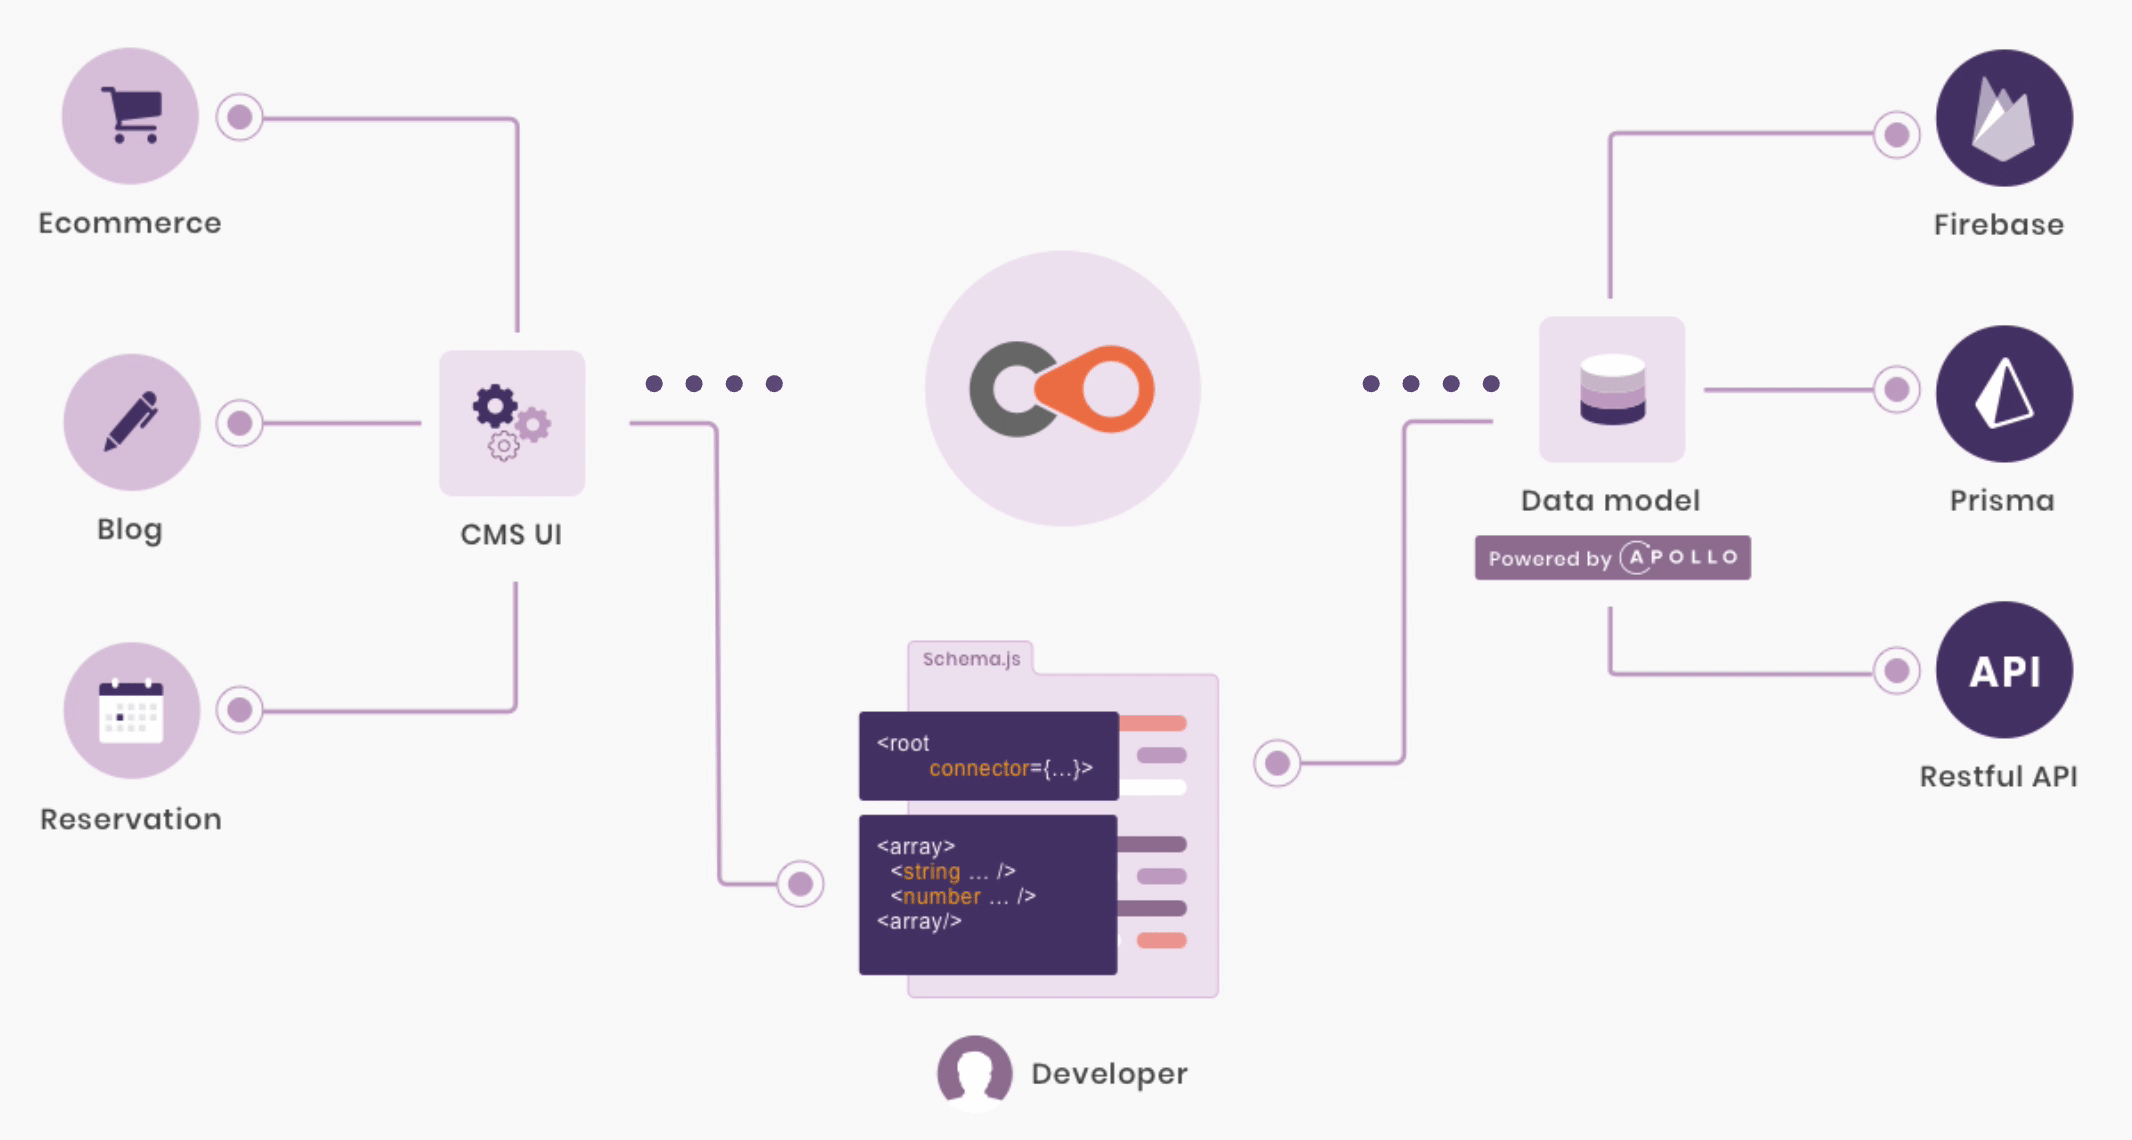 Ecommerce
Blog
Reservation
CMS UI
Schema.js
<root
connector={...}>
<array>
<string ... />
<number ... />
<array/>
Developer
Data model
Powered by APOLLO
Firebase
Prisma
API
Restful API